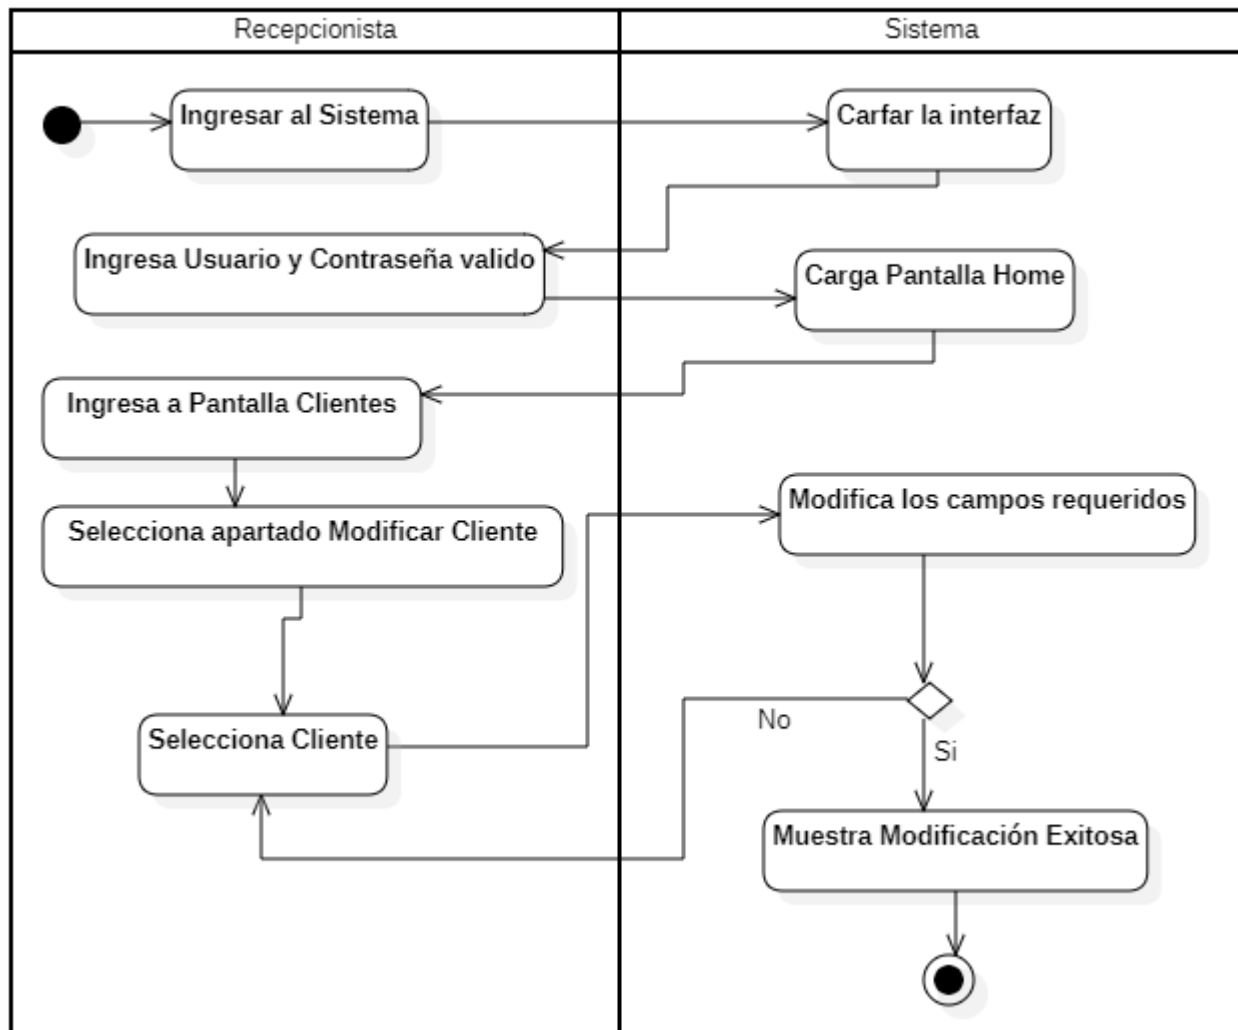 Recepcionista
Sistema
Ingresar al Sistema
Carfar la interfaz
Ingresa Usuario y Contraseña valido
Carga Pantalla Home
Ingresa a Pantalla Clientes
Modifica los campos requeridos
Selecciona apartado Modificar Cliente
Selecciona Cliente
No
Si
Muestra Modificación Exitosa